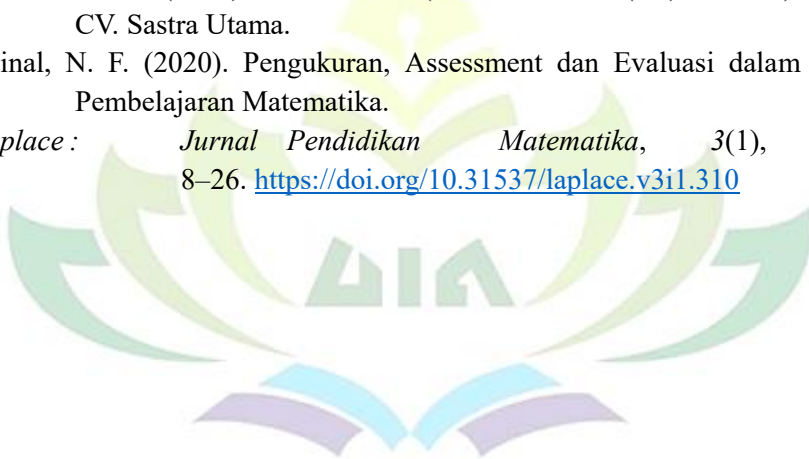 CV. Sastra Utama.
inal, N. F. (2020). Pengukuran, Assessment dan Evaluasi dalam
Pembelajaran Matematika.
place : Jurnal Pendidikan Matematika, 3(1),
8–26. https://doi.org/10.31537/laplace.v3i1.310
UIN